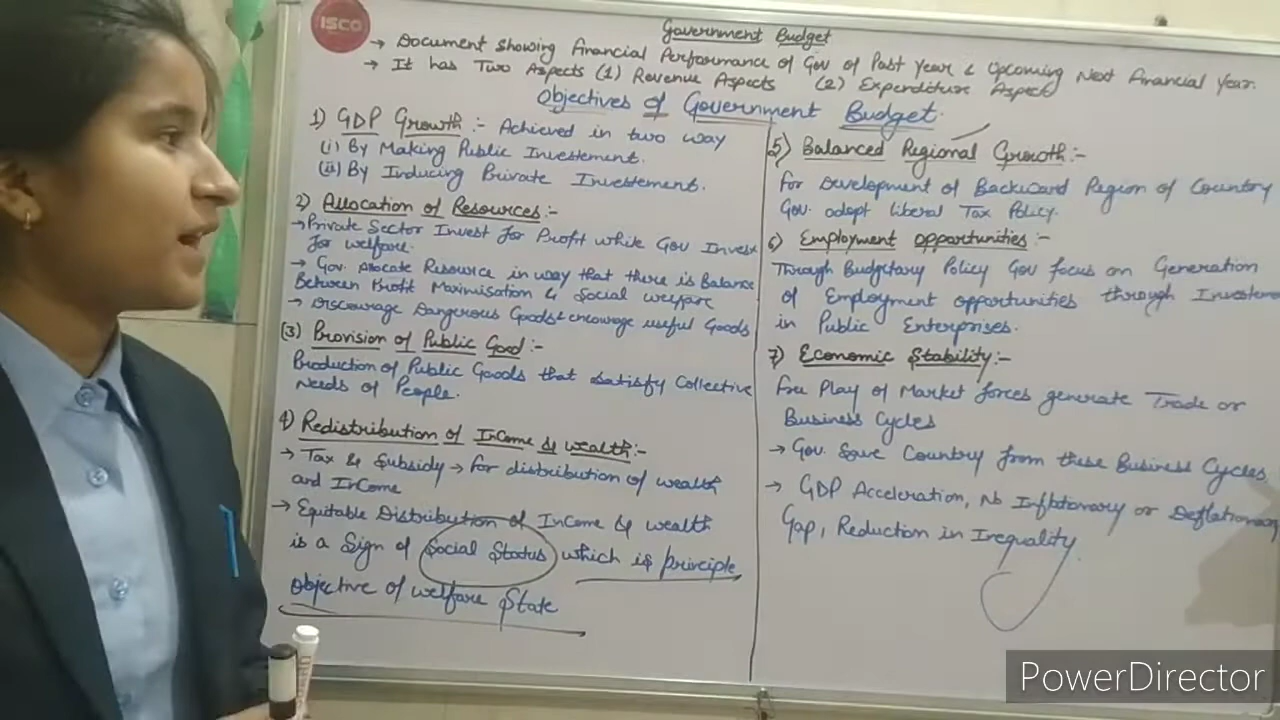 ISCO
Government Budget
→ Document showing financial Performance of Gov of Past Year & Upcoming Next Financial Year.
→ It has Two Aspects (1) Revenue Aspects (2) Expenditure Aspect
Objectives of Government Budget
1) GDP Growth:- Achieved in two way
(i) By Making Public Investement.
(ii) By Inducing Private Investement.
2) Allocation of Resources:-
→ Private Sector Invest for Profit while Gov Invest
for welfare.
→ Gov. Allocate Resource in way that there is Balance
Between Profit Maximisation & Social welfare
→ Discourage Dangerous Goods & encourage useful Goods
(3) Provision of Public Good:-
Production of Public Goods that satisfy Collective
Needs of People.
4) Redistribution of Income & wealth:-
→ Tax & Subsidy → for distribution of wealth
and Income
→ Equitable Distribution of Income & wealth
is a Sign of Social Status which is principle
objective of welfare State
5) Balanced Regional Growth:-
for Development of Backward Region of Country
Gov. adopt liberal Tax Policy.
6) Employment opportunities:-
Through Budgetary Policy Gov focus on Generation
of Employment opportunities through Investeme
in Public Enterprises.
7) Economic Stability:-
Free Play of Market forces generate Trade or
Business Cycles
→ Gov. Save Country from these Business Cycles
→ GDP Acceleration, No Inflationary or Deflationary
Gap, Reduction in Inequality.
PowerDirector